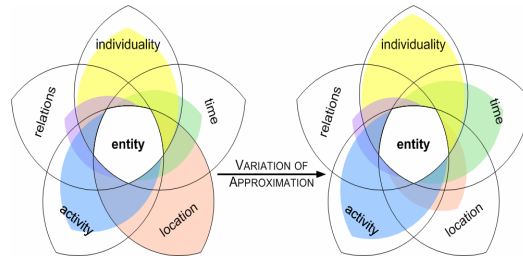 individuality
relations
time
entity
activity
location
VARIATION OF
APPROXIMATION
individuality
relations
time
entity
activity
location